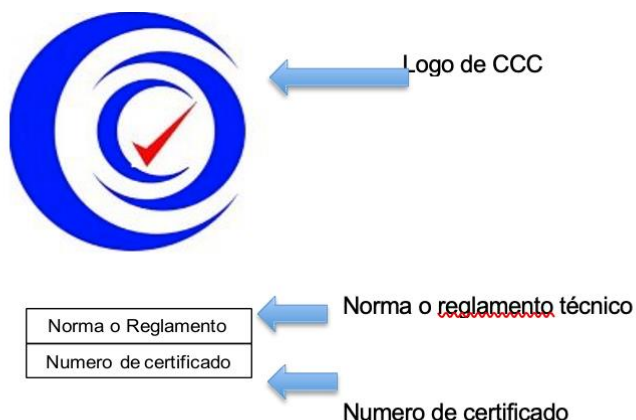 Logo de CCC
Norma o reglamento técnico
Norma o Reglamento
Numero de certificado
Numero de certificado